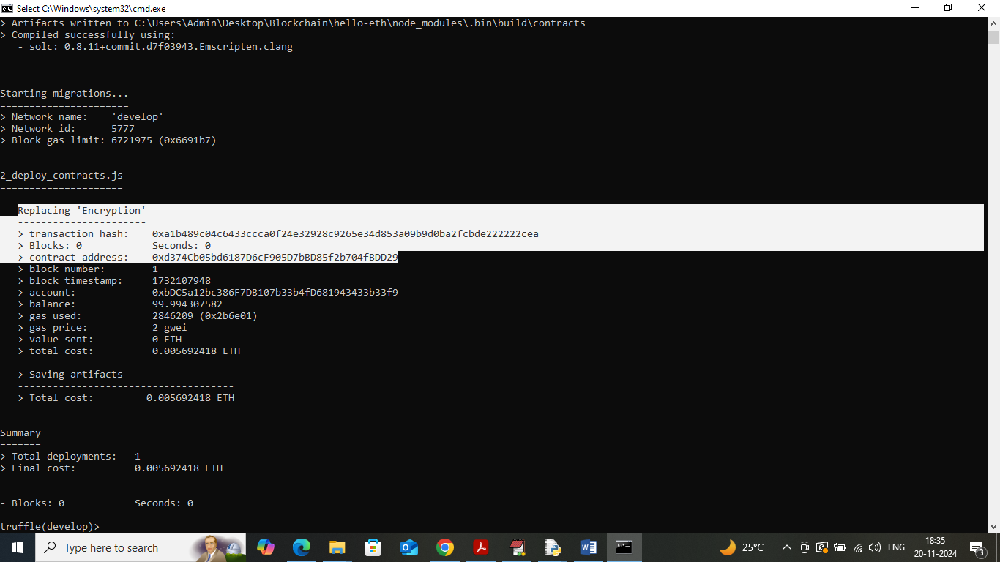 Select C:\Windows\system32\cmd.exe
> Artifacts written to C:\Users\Admin\Desktop\Blockchain\hello-eth\node_modules\.bin\build\contracts
> Compiled successfully using:
   - solc: 0.8.11+commit.d7f03943.Emscripten.clang
Starting migrations...
======================
> Network name:    'develop'
> Network id:      5777
> Block gas limit: 6721975 (0x6691b7)
2_deploy_contracts.js
=====================
   Replacing 'Encryption'
   ----------------------
   > transaction hash:    0xa1b489c04c6433ccca0f24e32928c9265e34d853a09b9d0ba2fcbde222222cea
   > Blocks: 0            Seconds: 0
   > contract address:    0xd374Cb05bd6187D6cF905D7bBD85f2b704fBDD29
   > block number:        1
   > block timestamp:     1732107948
   > account:             0xbDC5a12bc386F7DB107b33b4fD681943433b33f9
   > balance:             99.994307582
   > gas used:            2846209 (0x2b6e01)
   > gas price:           2 gwei
   > value sent:          0 ETH
   > total cost:          0.005692418 ETH
   > Saving artifacts
   -------------------------------------
   > Total cost:         0.005692418 ETH
Summary
=======
> Total deployments:   1
> Final cost:          0.005692418 ETH
- Blocks: 0            Seconds: 0
truffle(develop)>
Type here to search
25°C
ENG
18:35
20-11-2024
3